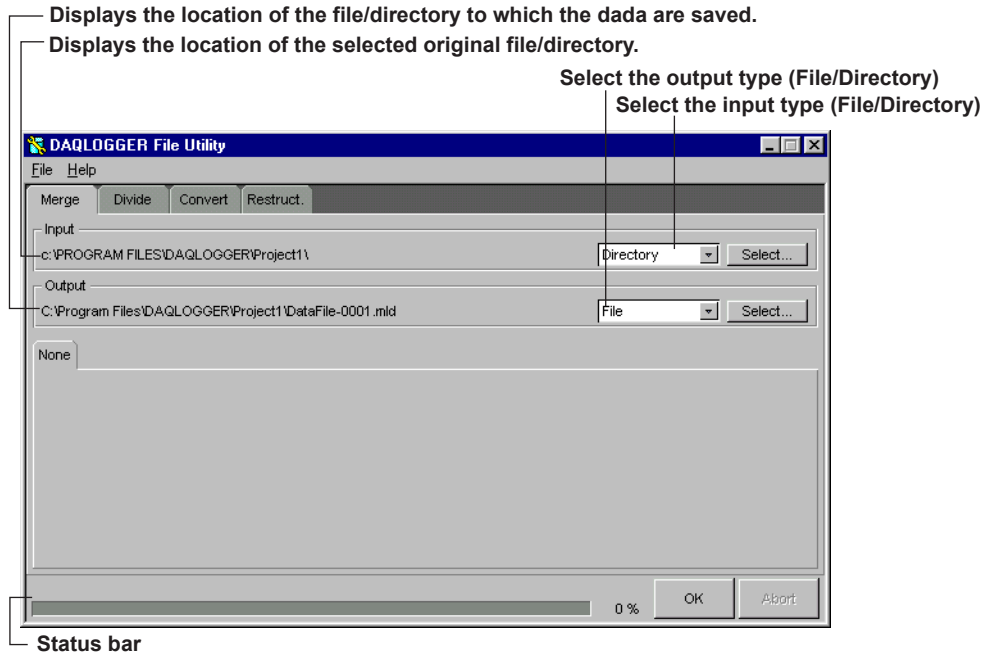 Displays the location of the file/directory to which the dada are saved.
Displays the location of the selected original file/directory.
Select the output type (File/Directory)
Select the input type (File/Directory)
DAQLOGGER File Utility
File Help
Merge Divide Convert Restruct.
Input
c:\PROGRAM FILES\DAQLOGGER\Project1\ Directory Select...
Output
C:\Program Files\DAQLOGGER\Project1\DataFile-0001.mld File Select...
None
0 % OK Abort
Status bar